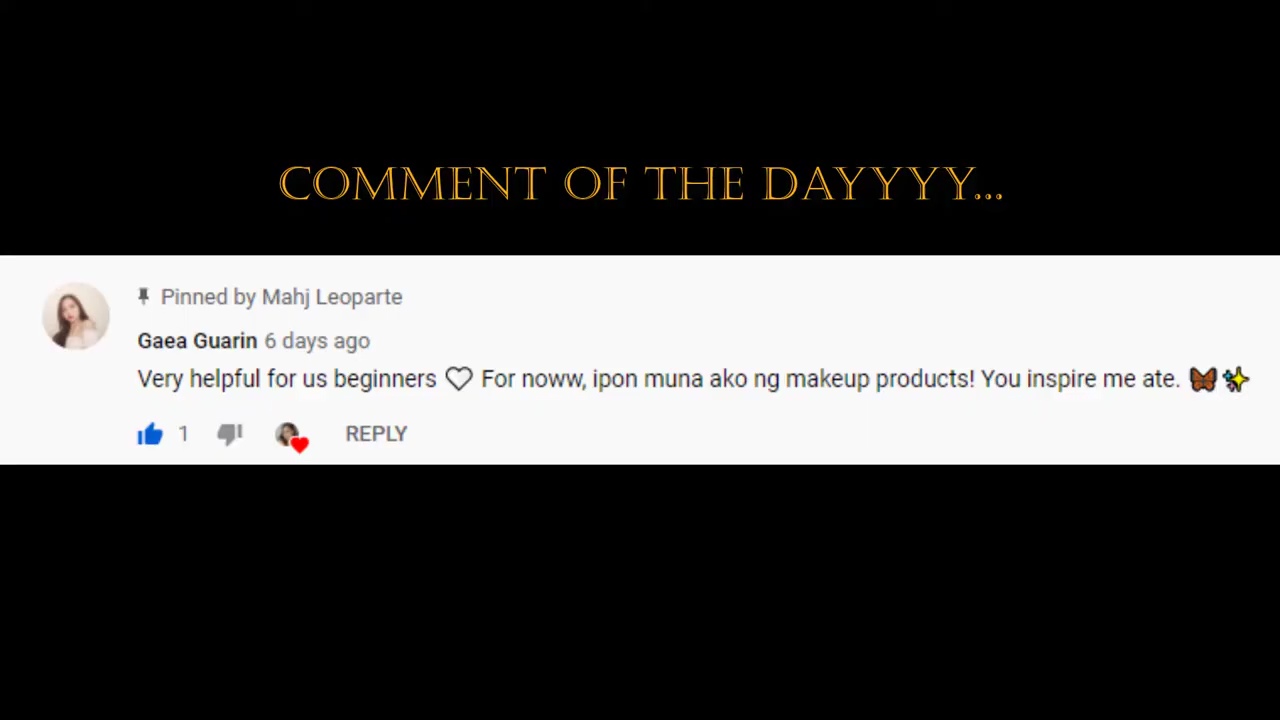 COMMENT OF THE DAYYYY...
Pinned by Mahj Leoparte
Gaea Guarin 6 days ago
Very helpful for us beginners ♡ For noww, ipon muna ako ng makeup products! You inspire me ate. 🦋✨
1 REPLY